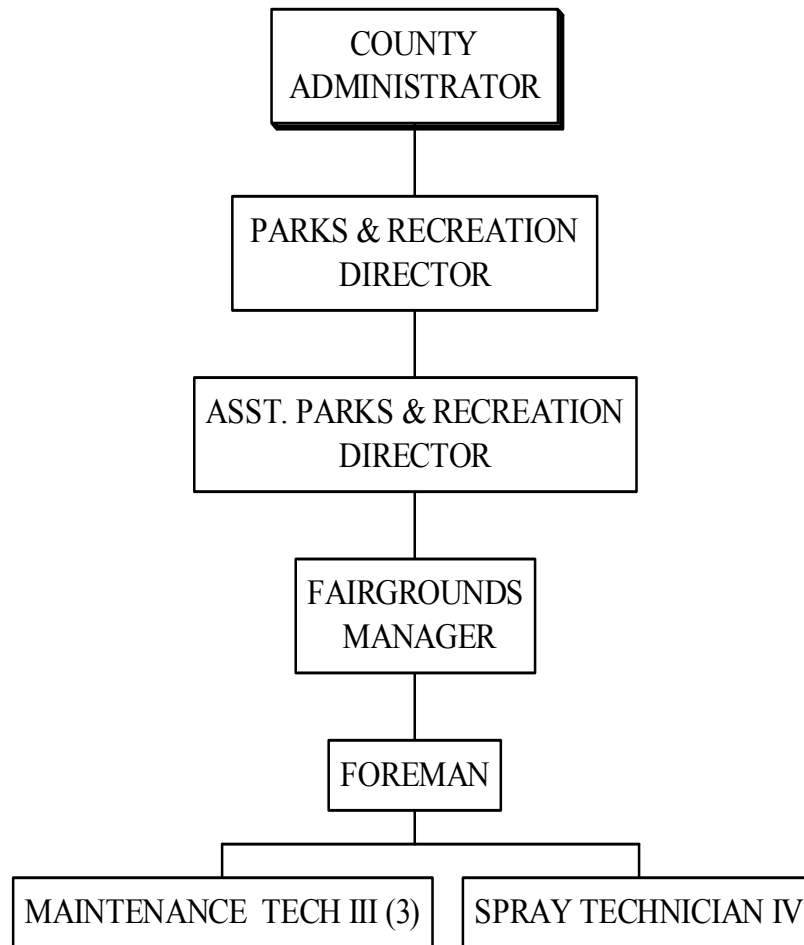 COUNTY
ADMINISTRATOR
PARKS & RECREATION
DIRECTOR
ASST. PARKS & RECREATION
DIRECTOR
FAIRGROUNDS
MANAGER
FOREMAN
MAINTENANCE TECH III (3)
SPRAY TECHNICIAN IV